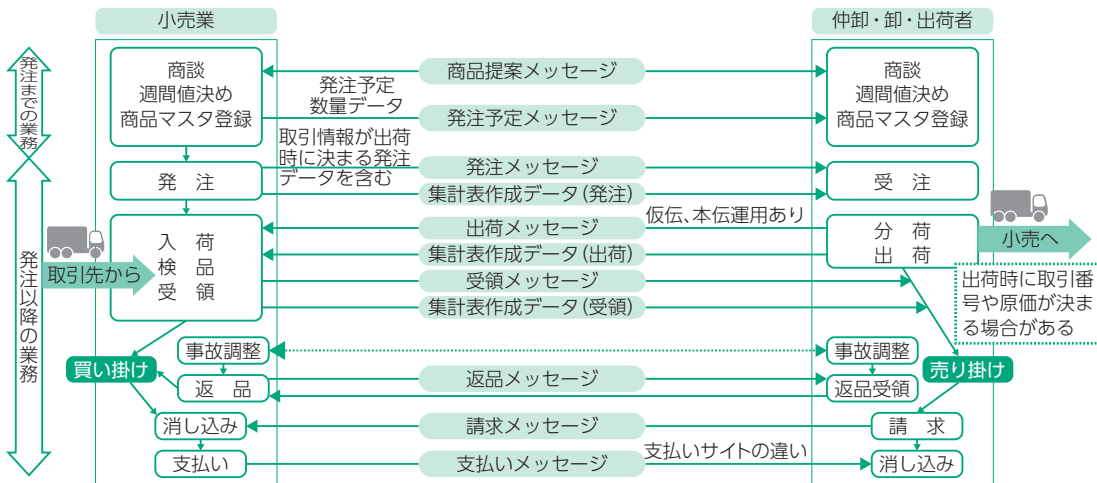 小売業
仲卸・卸・出荷者
発注までの業務
商談
週間値決め
商品マスタ登録
発注予定
数量データ
商品提案メッセージ
発注予定メッセージ
商談
週間値決め
商品マスタ登録
取引情報が出荷
時に決まる発注
データを含む
発　注
発注メッセージ
集計表作成データ（発注）
受　注
発注以降の業務
取引先から
入　荷
検　品
受　領
仮伝、本伝運用あり
出荷メッセージ
集計表作成データ（出荷）
受領メッセージ
集計表作成データ（受領）
分　荷
出　荷
小売へ
出荷時に取引番
号や原価が決ま
る場合がある
買い掛け
事故調整
返　品
返品メッセージ
事故調整
返品受領
売り掛け
消し込み
請求メッセージ
請　求
支払い
支払いメッセージ
支払いサイトの違い
消し込み